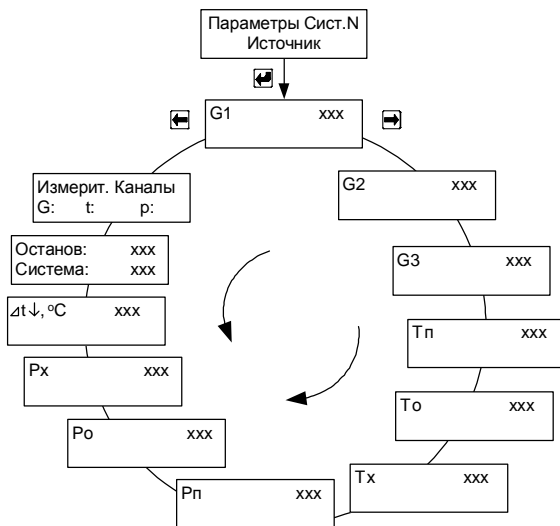 Параметры Сист.N
Источник
G1 xxx
G2 xxx
G3 xxx
Тп xxx
То xxx
Тх xxx
Рп xxx
Ро xxx
Рх xxx
⊿t↓, °C xxx
Останов: xxx
Система: xxx
Измерит. Каналы
G: t: p: